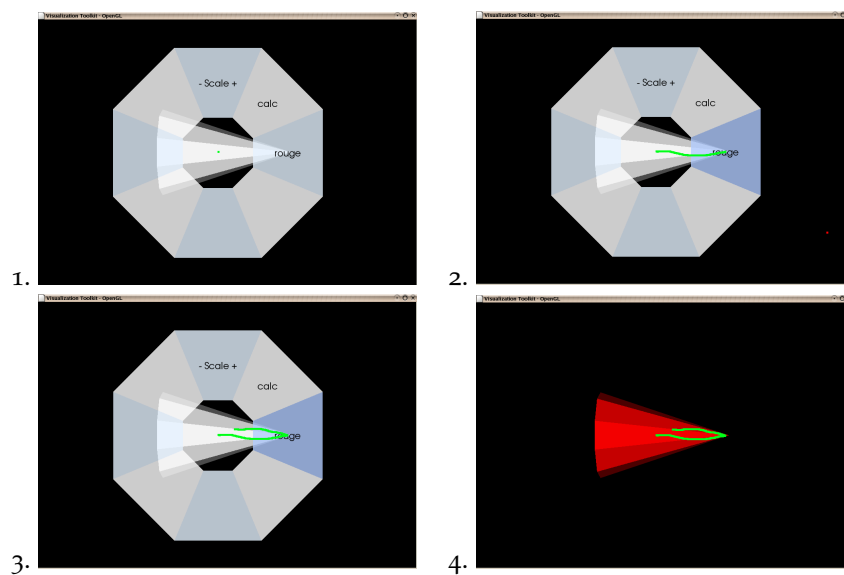 Visualization Toolkit - OpenGL
- Scale +
calc
rouge
1.
Visualization Toolkit - OpenGL
- Scale +
calc
rouge
2.
Visualization Toolkit - OpenGL
- Scale +
calc
rouge
3.
Visualization Toolkit - OpenGL
4.